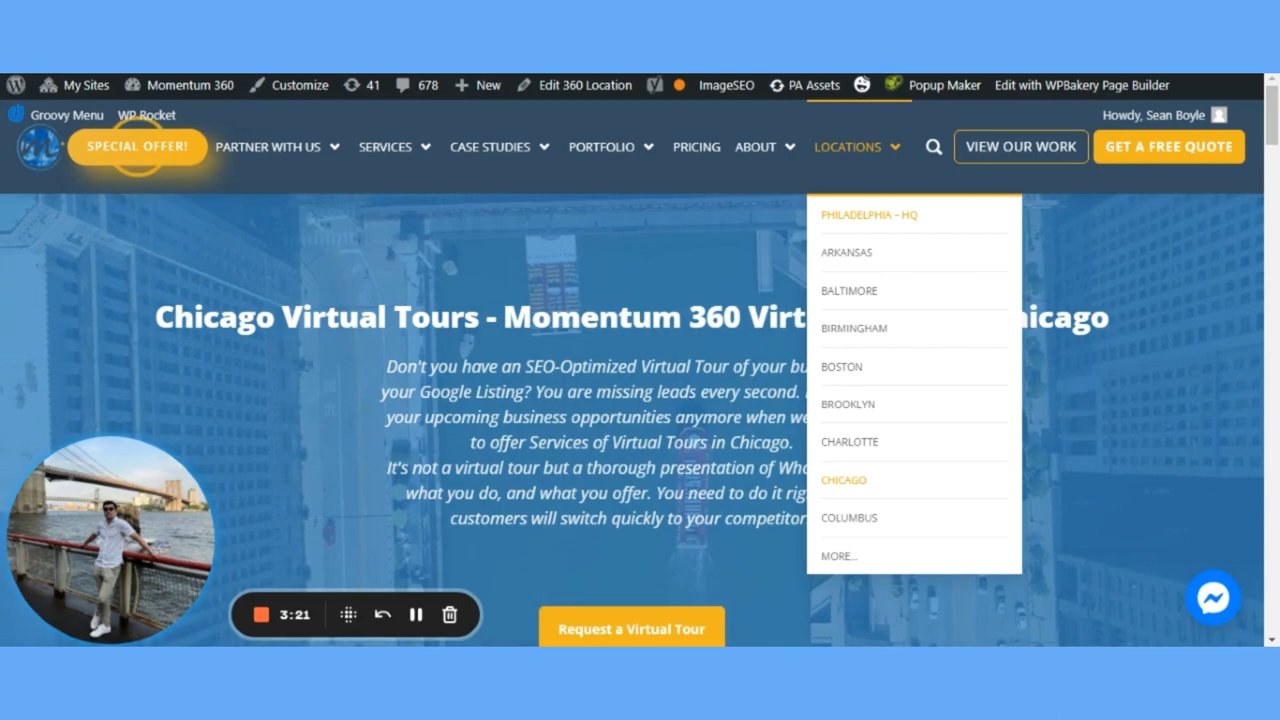 My Sites Momentum 360 Customize 41 678 New Edit 360 Location ImageSEO PA Assets Popup Maker Edit with WPBakery Page Builder
Groovy Menu WP Rocket Howdy, Sean Boyle
SPECIAL OFFER! PARTNER WITH US SERVICES CASE STUDIES PORTFOLIO PRICING ABOUT LOCATIONS VIEW OUR WORK GET A FREE QUOTE
PHILADELPHIA – HQ
ARKANSAS
BALTIMORE
BIRMINGHAM
BOSTON
BROOKLYN
CHARLOTTE
CHICAGO
COLUMBUS
MORE...
Chicago Virtual Tours - Momentum 360 Virt icago
Don't you have an SEO-Optimized Virtual Tour of your bu
your Google Listing? You are missing leads every second.
your upcoming business opportunities anymore when we
to offer Services of Virtual Tours in Chicago.
It's not a virtual tour but a thorough presentation of Who
what you do, and what you offer. You need to do it rig
customers will switch quickly to your competitor
3:21
Request a Virtual Tour